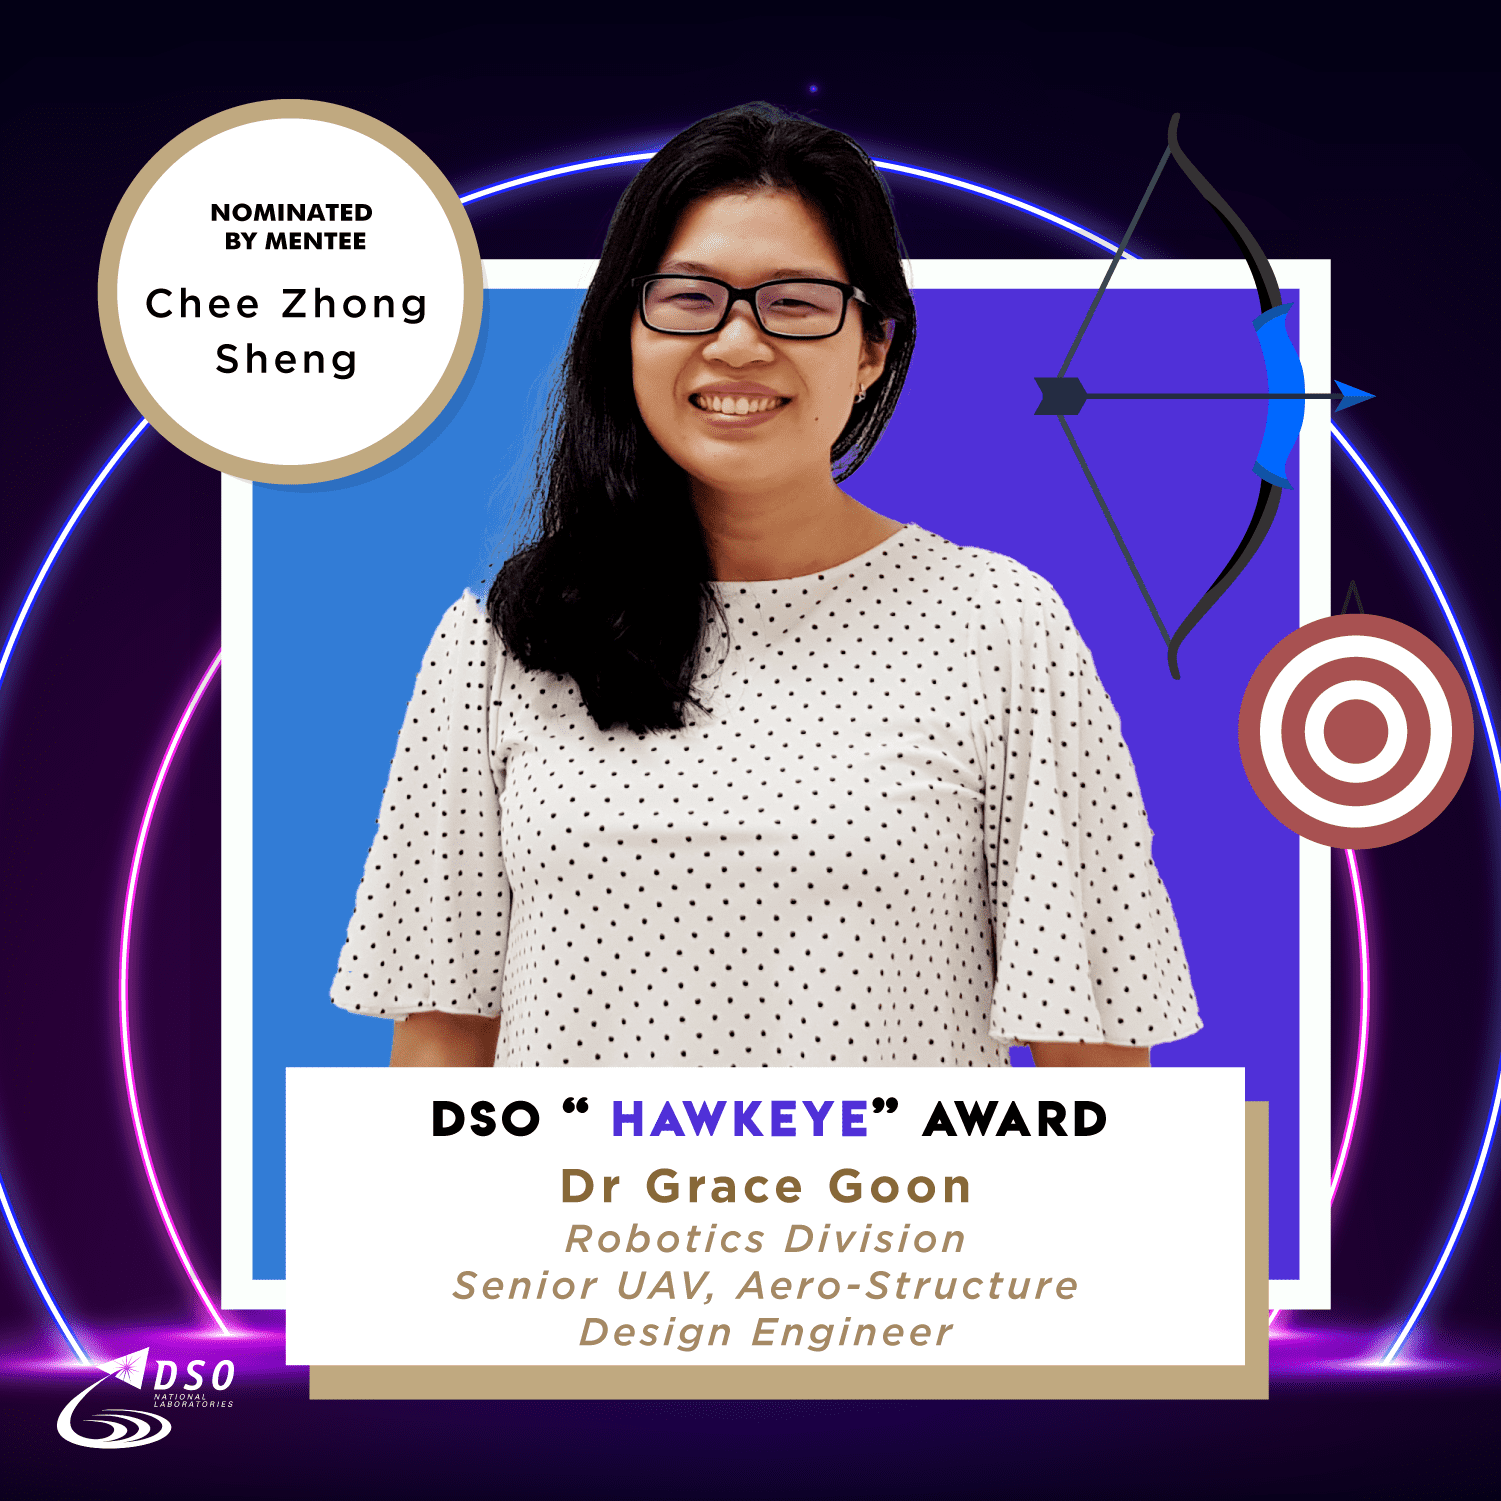 NOMINATED
BY MENTEE
Chee Zhong
Sheng
DSO “ HAWKEYE” AWARD
Dr Grace Goon
Robotics Division
Senior UAV, Aero-Structure
Design Engineer
DSO
NATIONAL
LABORATORIES